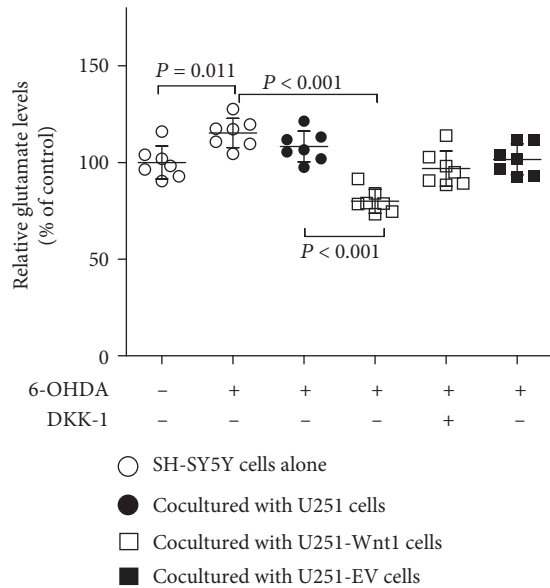 Relative glutamate levels
(% of control)
150
100
50
0
P = 0.011
P < 0.001
P < 0.001
6-OHDA – + + + + +
DKK-1 – – – – + –
SH-SY5Y cells alone
Cocultured with U251 cells
Cocultured with U251-Wnt1 cells
Cocultured with U251-EV cells